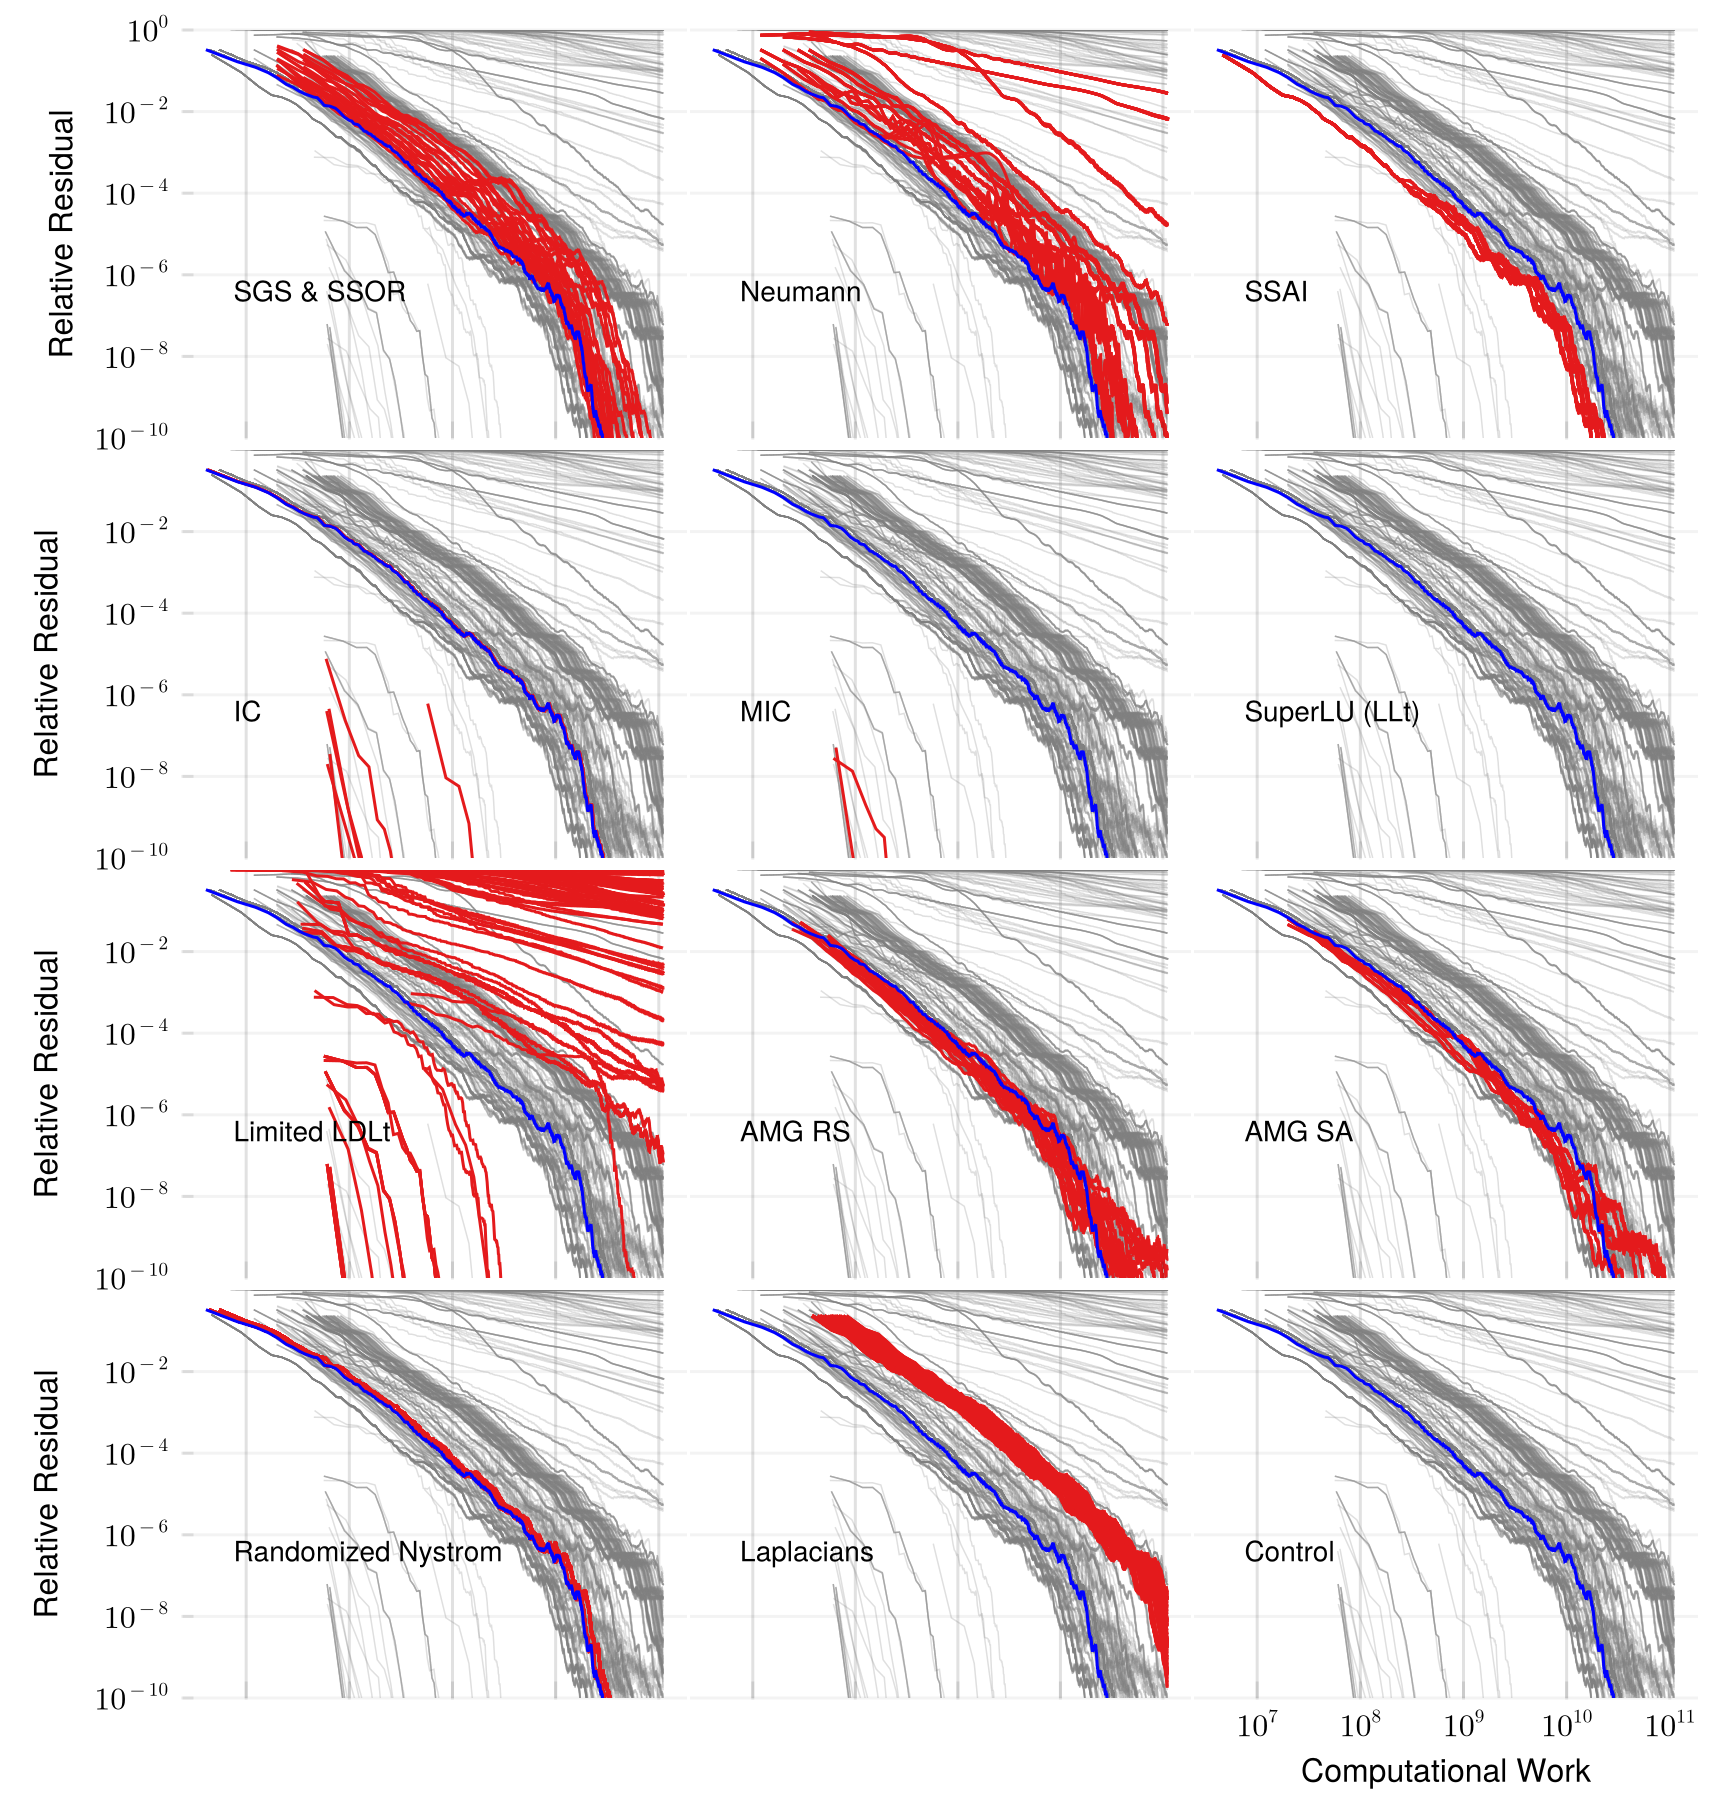 10^0
10^−2
10^−4
10^−6
10^−8
10^−10
Relative Residual
SGS & SSOR
Neumann
SSAI
10^−2
10^−4
10^−6
10^−8
10^−10
Relative Residual
IC
MIC
SuperLU (LLt)
10^−2
10^−4
10^−6
10^−8
10^−10
Relative Residual
Limited LDLt
AMG RS
AMG SA
10^−2
10^−4
10^−6
10^−8
10^−10
Relative Residual
Randomized Nystrom
Laplacians
Control
10^7 10^8 10^9 10^10 10^11
Computational Work